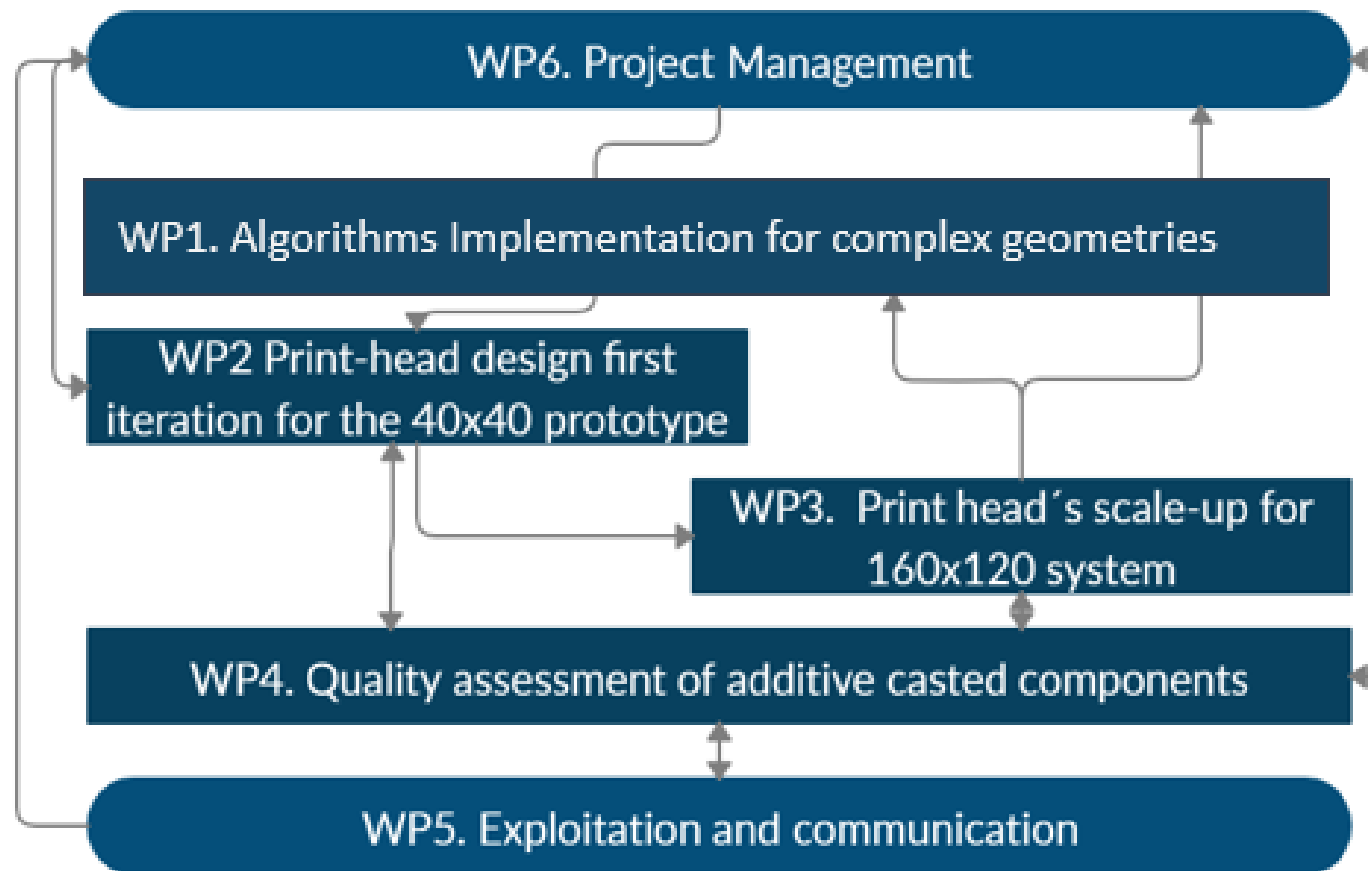 WP6. Project Management
WP1. Algorithms Implementation for complex geometries
WP2 Print-head design first
iteration for the 40x40 prototype
WP3.  Print head´s scale-up for
160x120 system
WP4. Quality assessment of additive casted components
WP5. Exploitation and communication